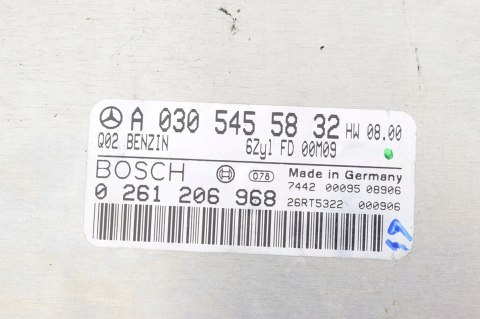 A 030 545 58 32 HW 08.00
Q02 BENZIN 6Zyl FD 00M09
BOSCH 078 Made in Germany
7442 00095 08906
0 261 206 968 26RT5322 000906